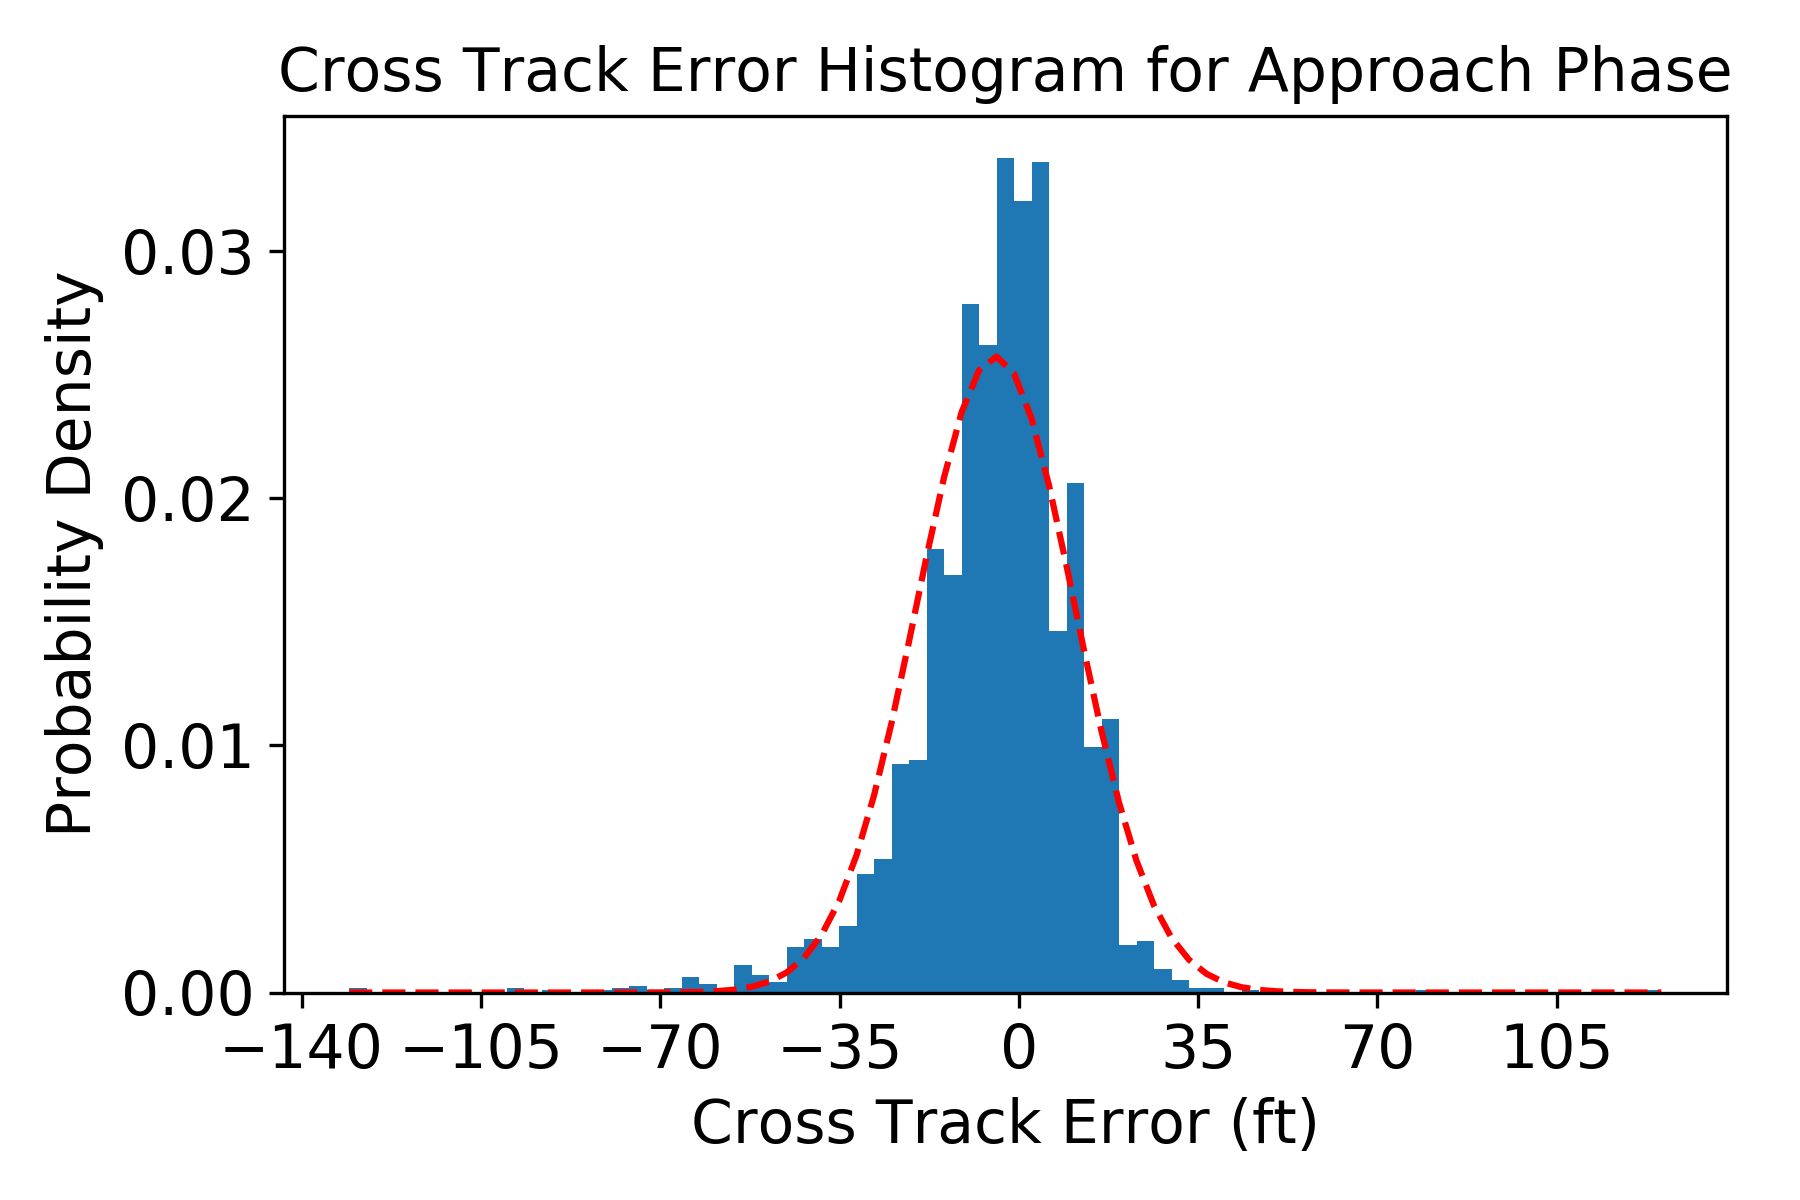 Cross Track Error Histogram for Approach Phase
Probability Density
0.03
0.02
0.01
0.00
−140 −105 −70 −35 0 35 70 105
Cross Track Error (ft)